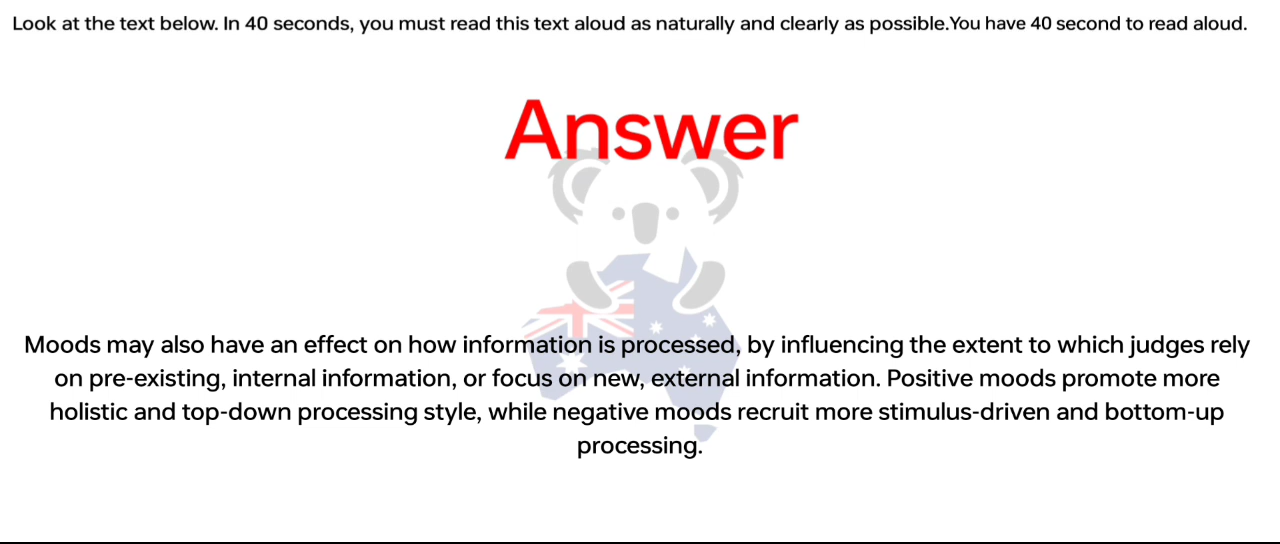 Look at the text below. In 40 seconds, you must read this text aloud as naturally and clearly as possible.You have 40 second to read aloud.
Answer
Moods may also have an effect on how information is processed, by influencing the extent to which judges rely
on pre-existing, internal information, or focus on new, external information. Positive moods promote more
holistic and top-down processing style, while negative moods recruit more stimulus-driven and bottom-up
processing.